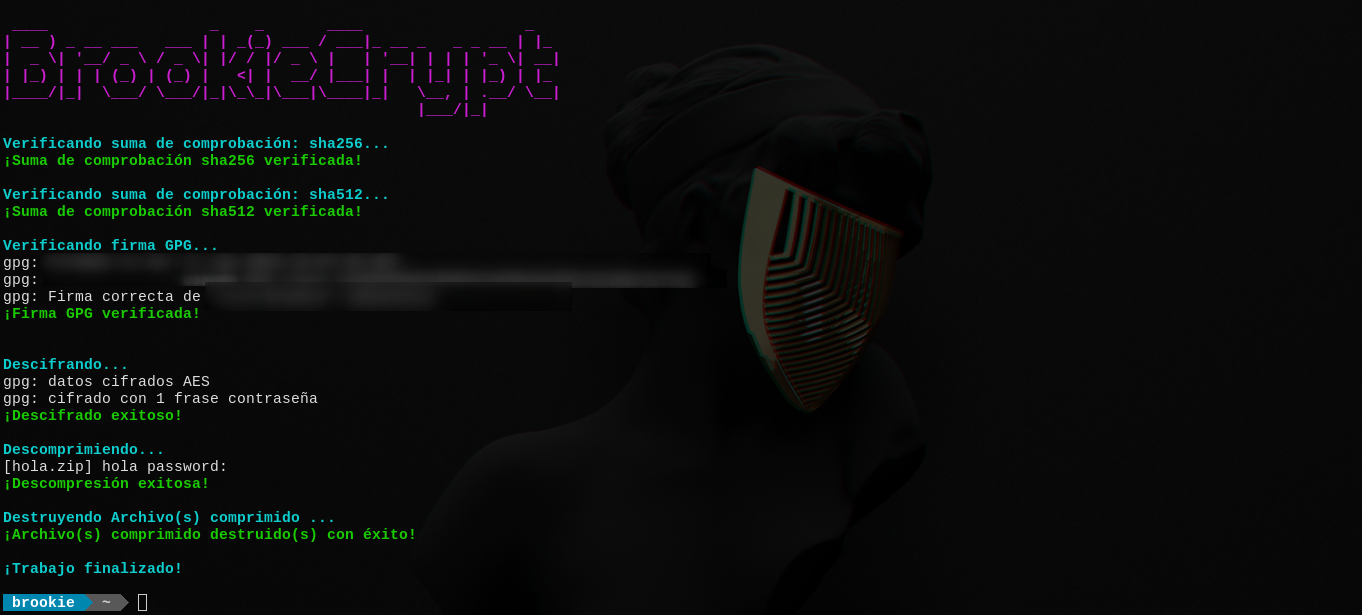 BrookieCrypt
Verificando suma de comprobación: sha256...
¡Suma de comprobación sha256 verificada!
Verificando suma de comprobación: sha512...
¡Suma de comprobación sha512 verificada!
Verificando firma GPG...
gpg:
gpg:
gpg: Firma correcta de
¡Firma GPG verificada!
Descifrando...
gpg: datos cifrados AES
gpg: cifrado con 1 frase contraseña
¡Descifrado exitoso!
Descomprimiendo...
[hola.zip] hola password:
¡Descompresión exitosa!
Destruyendo Archivo(s) comprimido ...
¡Archivo(s) comprimido destruido(s) con éxito!
¡Trabajo finalizado!
brookie ~